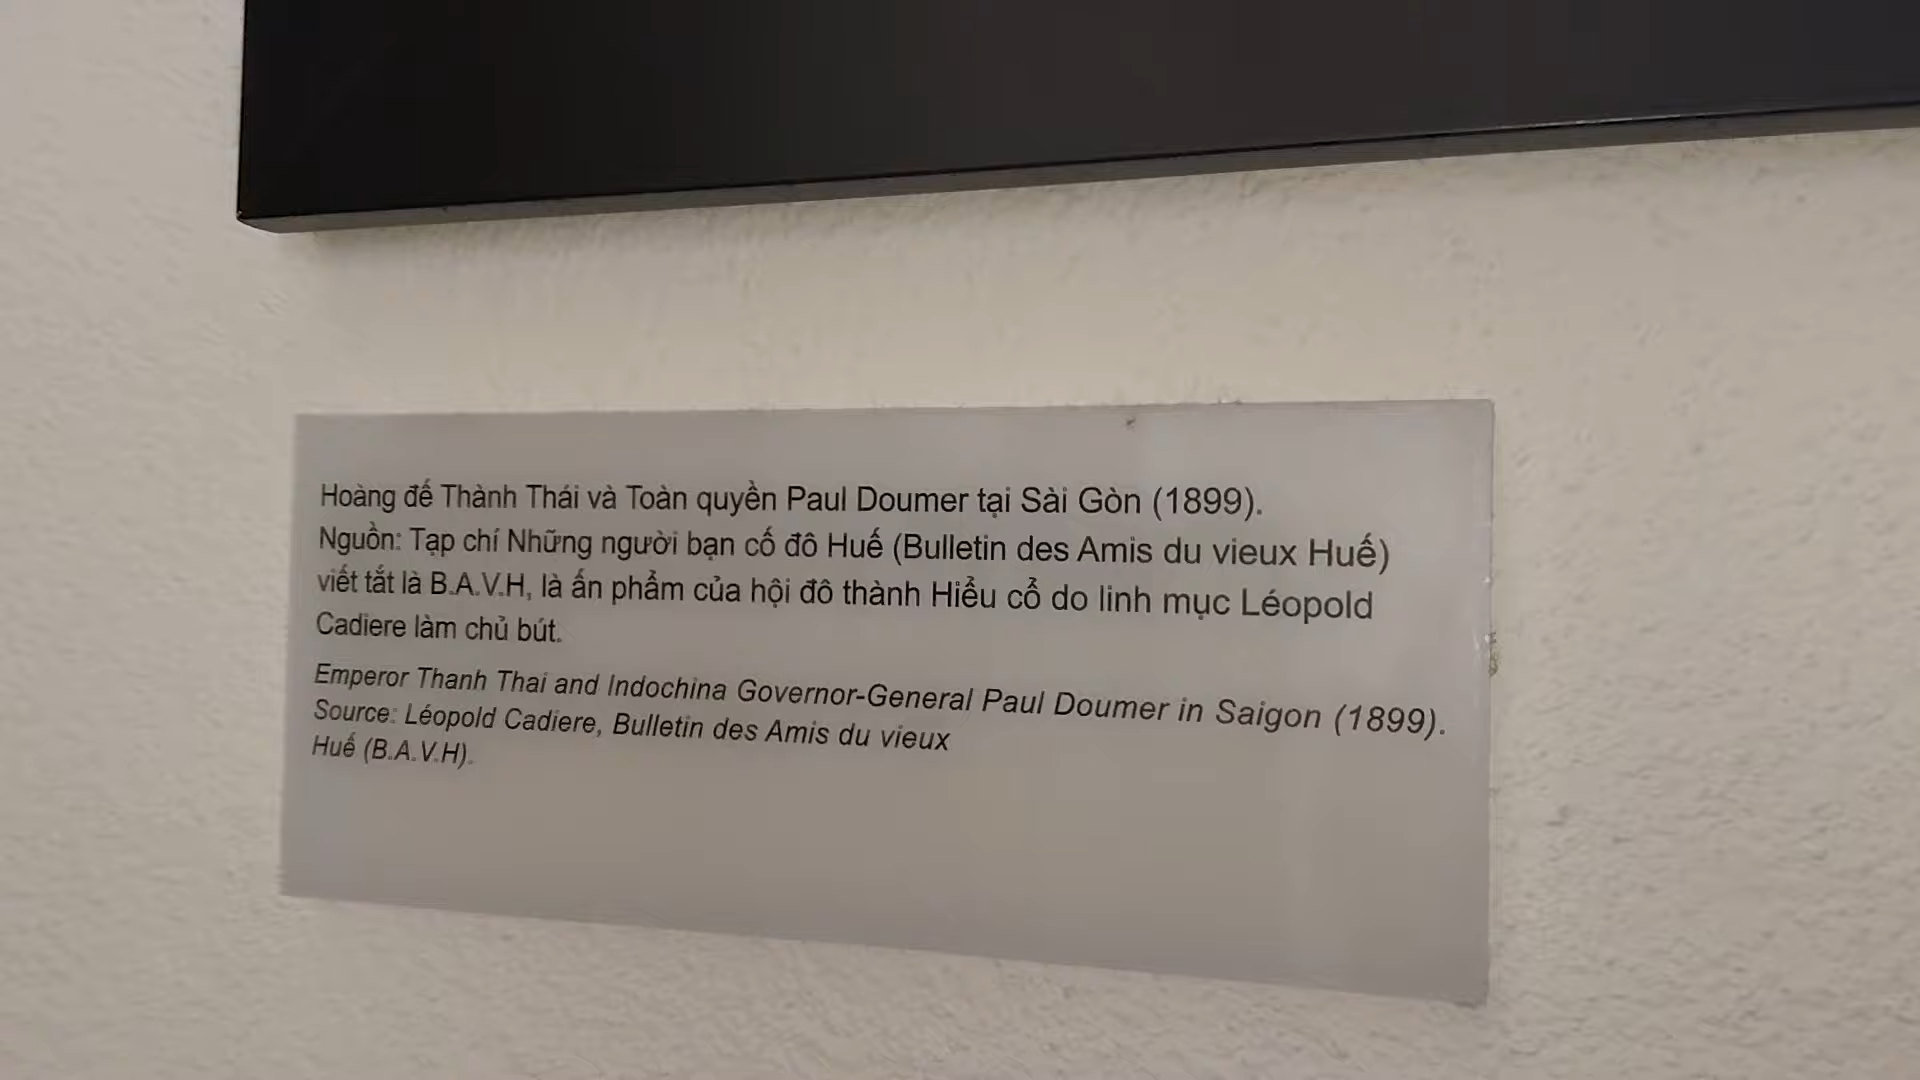 Hoàng đế Thành Thái và Toàn quyền Paul Doumer tại Sài Gòn (1899).
Nguồn: Tạp chí Những người bạn cố đô Huế (Bulletin des Amis du vieux Huế)
viết tắt là B.A.V.H, là ấn phẩm của hội đô thành Hiểu cổ do linh mục Léopold
Cadiere làm chủ bút.
Emperor Thanh Thai and Indochina Governor-General Paul Doumer in Saigon (1899).
Source: Léopold Cadiere, Bulletin des Amis du vieux
Huế (B.A.V.H).